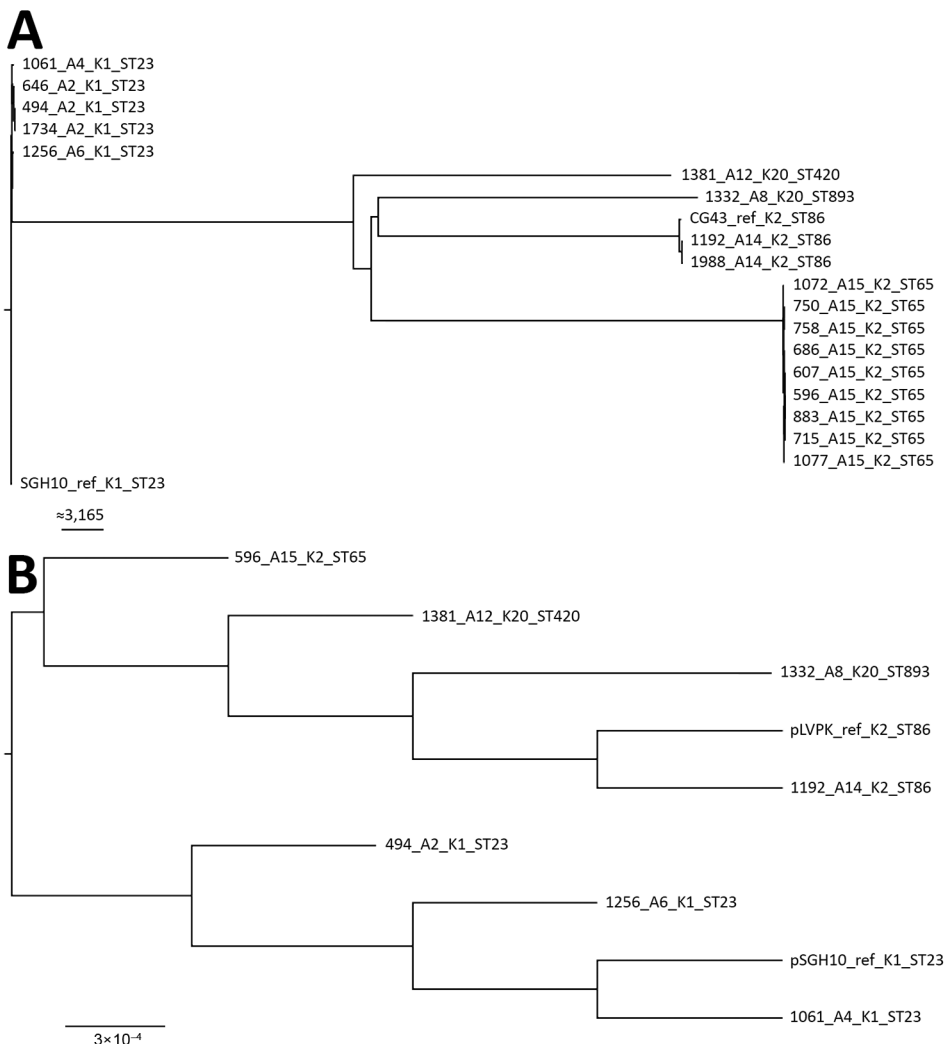 A
1061_A4_K1_ST23
646_A2_K1_ST23
494_A2_K1_ST23
1734_A2_K1_ST23
1256_A6_K1_ST23
1381_A12_K20_ST420
1332_A8_K20_ST893
CG43_ref_K2_ST86
1192_A14_K2_ST86
1988_A14_K2_ST86
1072_A15_K2_ST65
750_A15_K2_ST65
758_A15_K2_ST65
686_A15_K2_ST65
607_A15_K2_ST65
596_A15_K2_ST65
883_A15_K2_ST65
715_A15_K2_ST65
1077_A15_K2_ST65
SGH10_ref_K1_ST23
≈3,165
B
596_A15_K2_ST65
1381_A12_K20_ST420
1332_A8_K20_ST893
pLVPK_ref_K2_ST86
1192_A14_K2_ST86
494_A2_K1_ST23
1256_A6_K1_ST23
pSGH10_ref_K1_ST23
1061_A4_K1_ST23
3×10⁻⁴